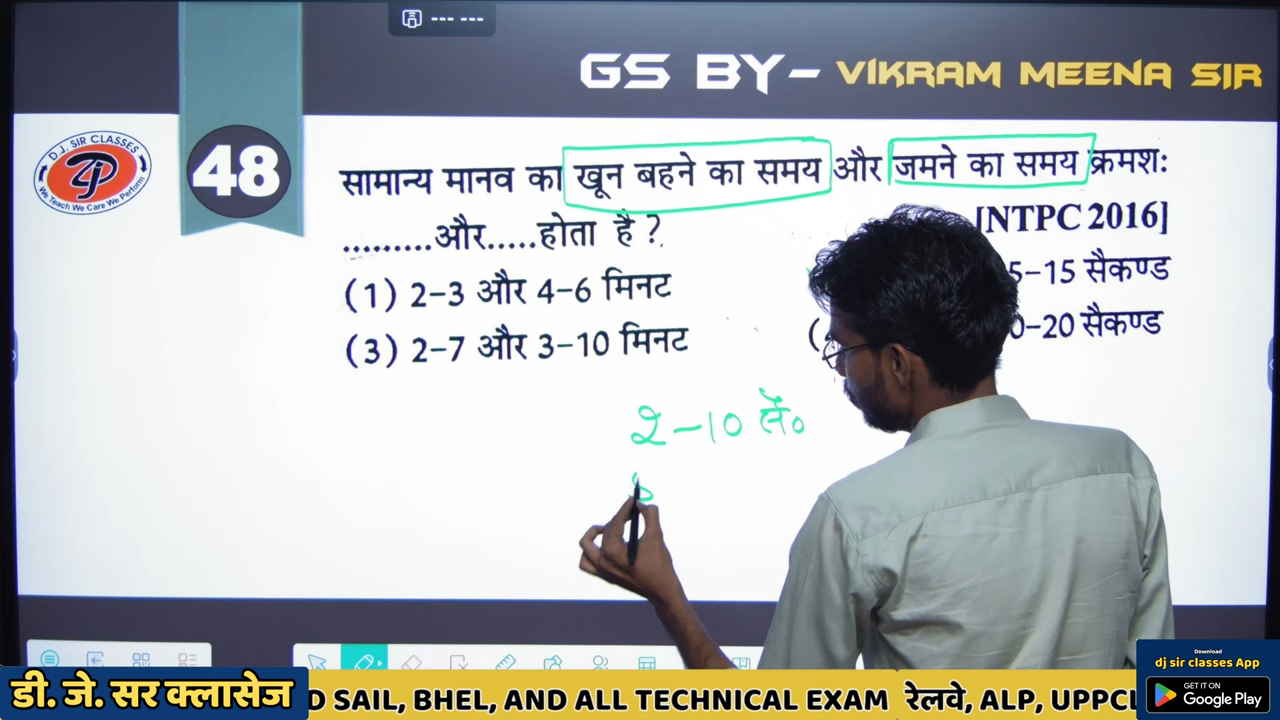 GS BY- VIKRAM MEENA SIR
D.J. SIR CLASSES
We Teach We Care We Perform
48
सामान्य मानव का खून बहने का समय और जमने का समय क्रमशः
.........और.....होता है ?
[NTPC 2016]
(1) 2-3 और 4-6 मिनट
5-15 सैकण्ड
(3) 2-7 और 3-10 मिनट
0-20 सैकण्ड
2-10
डी. जे. सर क्लासेज
D SAIL, BHEL, AND ALL TECHNICAL EXAM रेलवे, ALP, UPPCL
Download
dj sir classes App
GET IT ON
Google Play